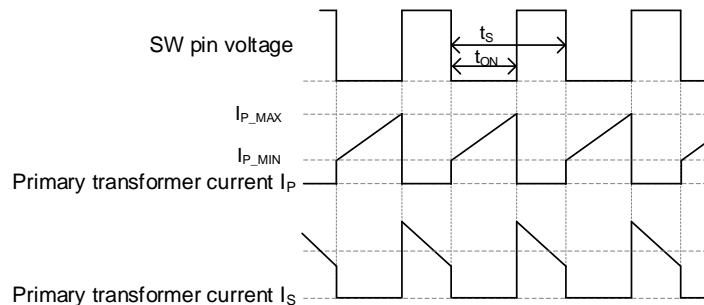 SW pin voltage
tS
tON
IP_MAX
IP_MIN
Primary transformer current IP
Primary transformer current IS